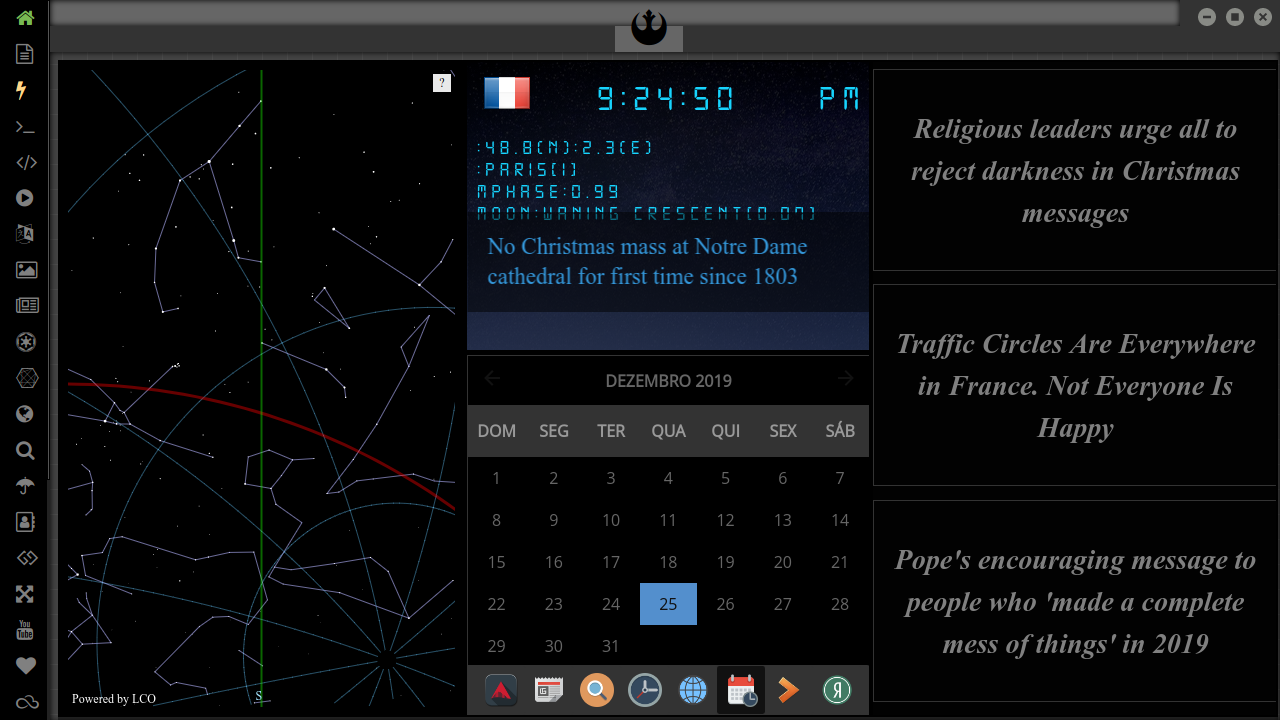 ?
9:24:50 PM
:48.8(N):2.3(E)
:PARIS(1)
MPHASE:0.99
MOON:WANING CRESCENT(0.07)
No Christmas mass at Notre Dame
cathedral for first time since 1803
DEZEMBRO 2019
DOM SEG TER QUA QUI SEX SÁB
1 2 3 4 5 6 7
8 9 10 11 12 13 14
15 16 17 18 19 20 21
22 23 24 25 26 27 28
29 30 31
Religious leaders urge all to
reject darkness in Christmas
messages
Traffic Circles Are Everywhere
in France. Not Everyone Is
Happy
Pope's encouraging message to
people who 'made a complete
mess of things' in 2019
Powered by LCO
S
You
Tube
Я